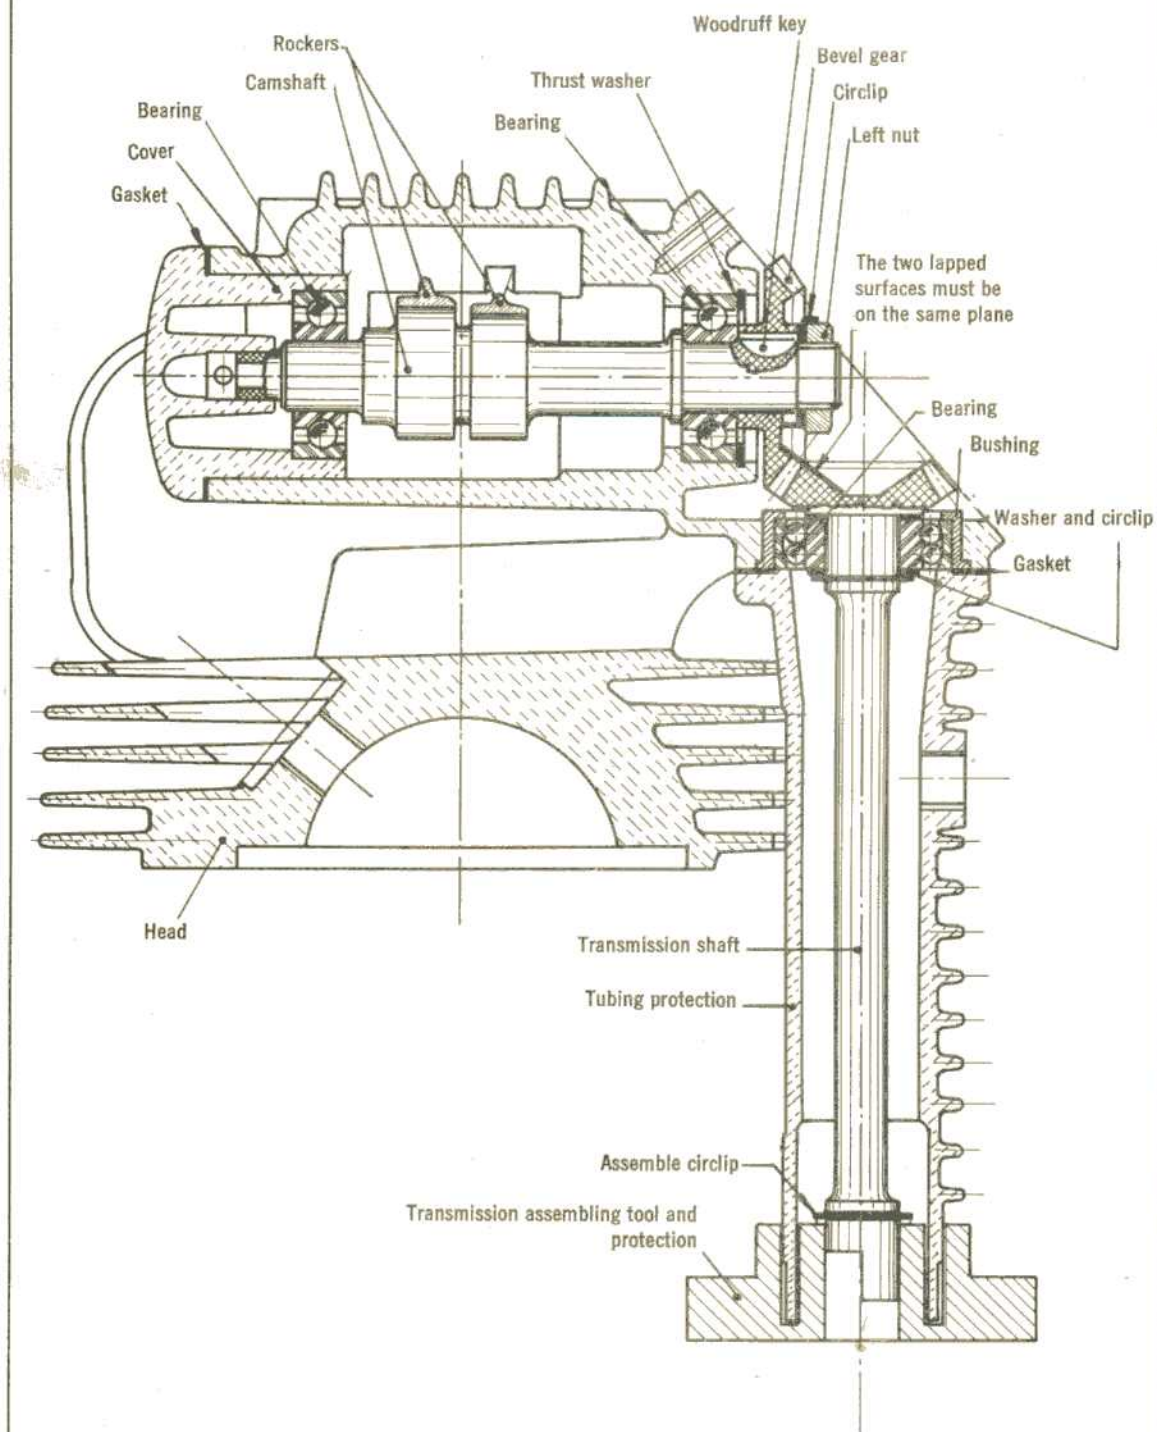 Woodruff key
Rockers
Bevel gear
Camshaft
Thrust washer
Circlip
Bearing
Bearing
Left nut
Cover
Gasket
The two lapped
surfaces must be
on the same plane
Bearing
Bushing
Washer and circlip
Gasket
Head
Transmission shaft
Tubing protection
Assemble circlip
Transmission assembling tool and
protection